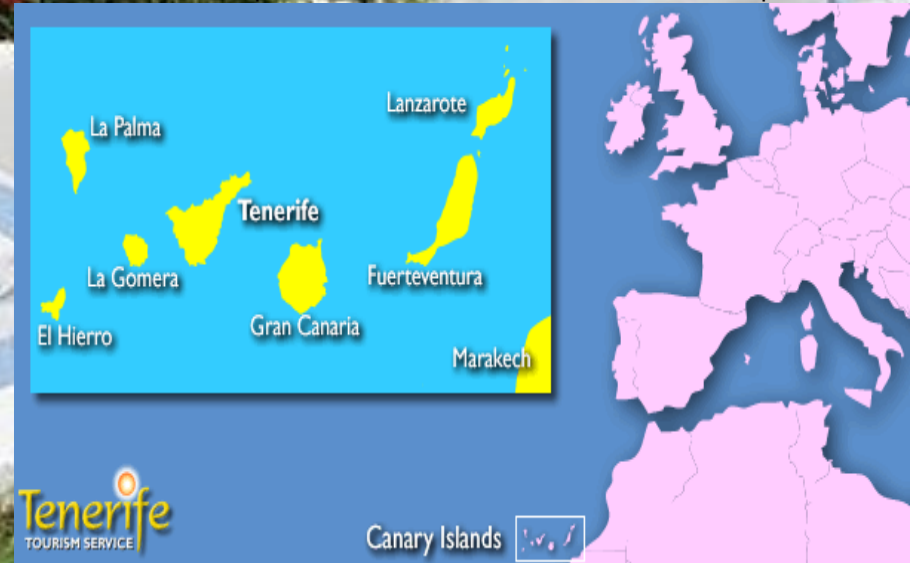 Lanzarote
La Palma
Tenerife
La Gomera
Fuerteventura
El Hierro
Gran Canaria
Marakech
Tenerife
TOURISM SERVICE
Canary Islands